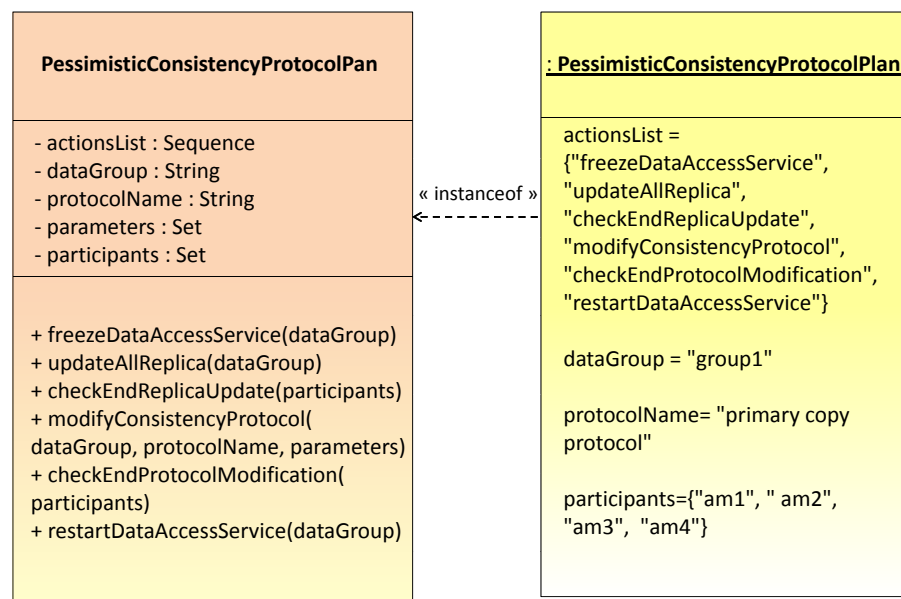 PessimisticConsistencyProtocolPan
- actionsList : Sequence
- dataGroup : String
- protocolName : String
- parameters : Set
- participants : Set
+ freezeDataAccessService(dataGroup)
+ updateAllReplica(dataGroup)
+ checkEndReplicaUpdate(participants)
+ modifyConsistencyProtocol(
dataGroup, protocolName, parameters)
+ checkEndProtocolModification(
participants)
+ restartDataAccessService(dataGroup)
« instanceof »
: PessimisticConsistencyProtocolPlan
actionsList =
{"freezeDataAccessService",
"updateAllReplica",
"checkEndReplicaUpdate",
"modifyConsistencyProtocol",
"checkEndProtocolModification",
"restartDataAccessService"}
dataGroup = "group1"
protocolName= "primary copy
protocol"
participants={"am1", " am2",
"am3", "am4"}